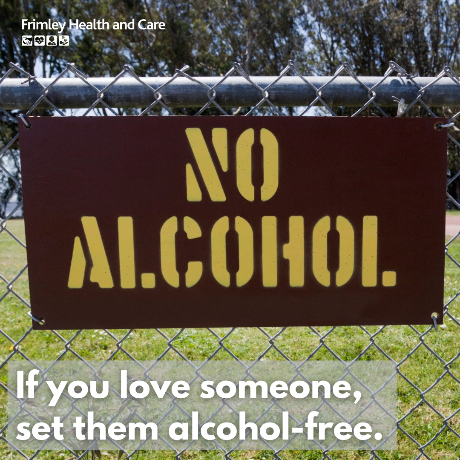 Frimley Health and Care
NO
ALCOHOL
If you love someone,
set them alcohol-free.